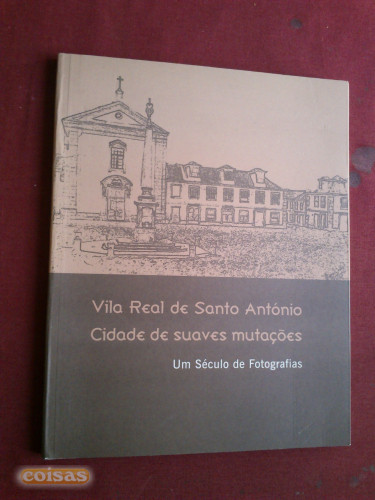 Vila Real de Santo António
Cidade de suaves mutações
Um Século de Fotografias
coisas